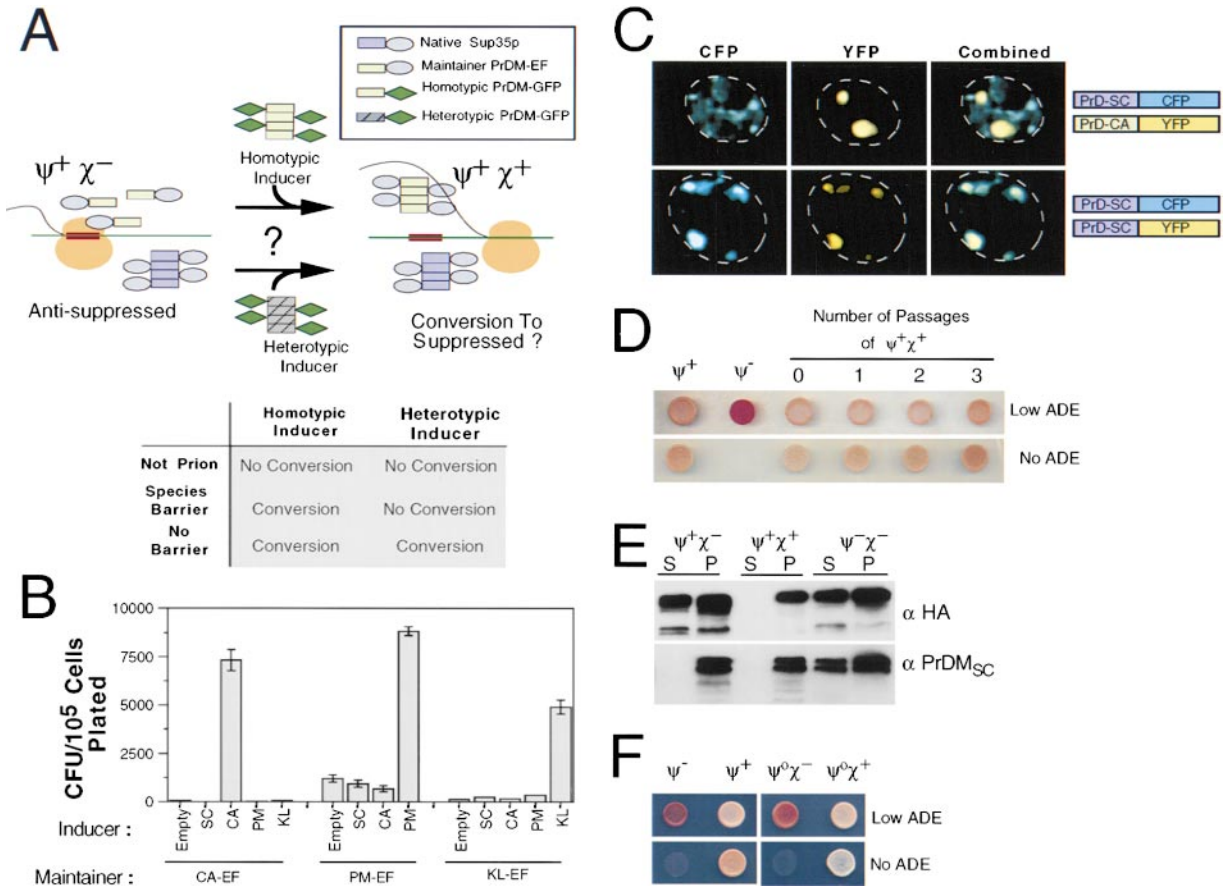 A
Native Sup35p
Maintainer PrDM-EF
Homotypic PrDM-GFP
Heterotypic PrDM-GFP
Homotypic
Inducer
ψ+ χ−
ψ+ χ+
?
Anti-suppressed
Heterotypic
Inducer
Conversion To
Suppressed ?
Homotypic Inducer
Heterotypic Inducer
Not Prion
No Conversion
No Conversion
Species Barrier
Conversion
No Conversion
No Barrier
Conversion
Conversion
B
CFU/10⁵ Cells
Plated
10000
7500
5000
2500
0
Inducer :
Empty
SC
CA
PM
KL
Empty
SC
CA
PM
Empty
SC
CA
PM
KL
Maintainer :
CA-EF
PM-EF
KL-EF
C
CFP
YFP
Combined
PrD-SC CFP
PrD-CA YFP
PrD-SC CFP
PrD-SC YFP
D
Number of Passages
of ψ+χ+
ψ+ ψ- 0 1 2 3
Low ADE
No ADE
E
ψ+χ− ψ+χ+ ψ−χ−
S P S P S P
α HA
α PrDMSC
F
ψ- ψ+ ψoχ− ψoχ+
Low ADE
No ADE